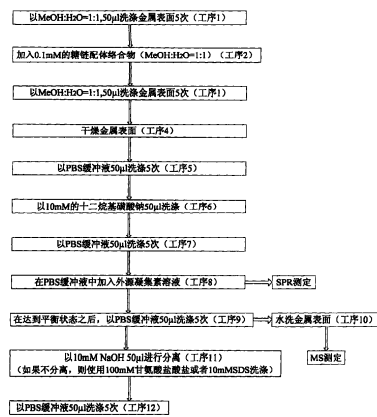 以MeOH:H₂O=1:1,50μl洗涤金属表面5次（工序1）
加入0.1mM的糖链配体络合物（MeOH:H₂O=1:1）（工序2）
以MeOH:H₂O=1:1,50μl洗涤金属表面5次（工序1）
干燥金属表面（工序4）
以PBS缓冲液50μl洗涤5次（工序5）
以10mM的十二烷基磺酸钠50μl洗涤（工序6）
以PBS缓冲液50μl洗涤5次（工序7）
在PBS缓冲液中加入外源凝集素溶液（工序8）
SPR测定
在达到平衡状态之后，以PBS缓冲液50μl洗涤5次（工序9）
水洗金属表面（工序10）
以10mM NaOH 50μl进行分离（工序11）
（如果不分离，则使用100mM甘氨酸盐酸盐或者10mMSDS洗涤）
MS测定
以PBS缓冲液50μl洗涤5次（工序12）